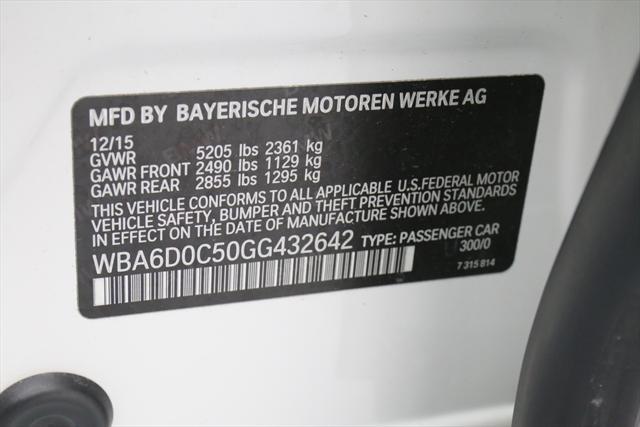 MFD BY BAYERISCHE MOTOREN WERKE AG
12/15
GVWR 5205 lbs 2361 kg
GAWR FRONT 2490 lbs 1129 kg
GAWR REAR 2855 lbs 1295 kg
THIS VEHICLE CONFORMS TO ALL APPLICABLE U.S.FEDERAL MOTOR
VEHICLE SAFETY, BUMPER AND THEFT PREVENTION STANDARDS
IN EFFECT ON THE DATE OF MANUFACTURE SHOWN ABOVE.
WBA6D0C50GG432642 TYPE: PASSENGER CAR
300/0
7 315 814